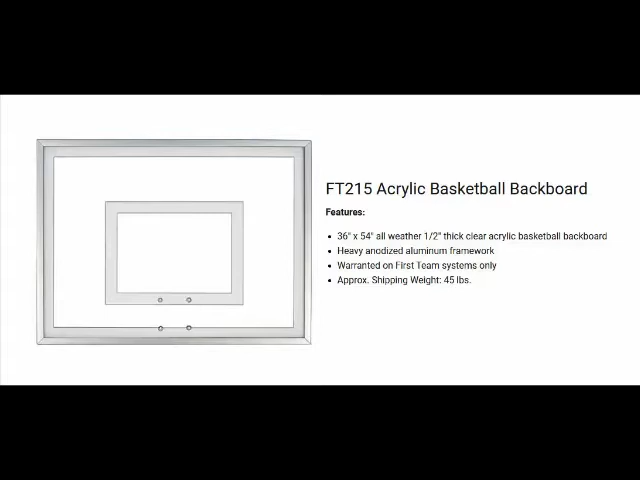 FT215 Acrylic Basketball Backboard
Features:
36" x 54" all weather 1/2" thick clear acrylic basketball backboard
Heavy anodized aluminum framework
Warranted on First Team systems only
Approx. Shipping Weight: 45 lbs.